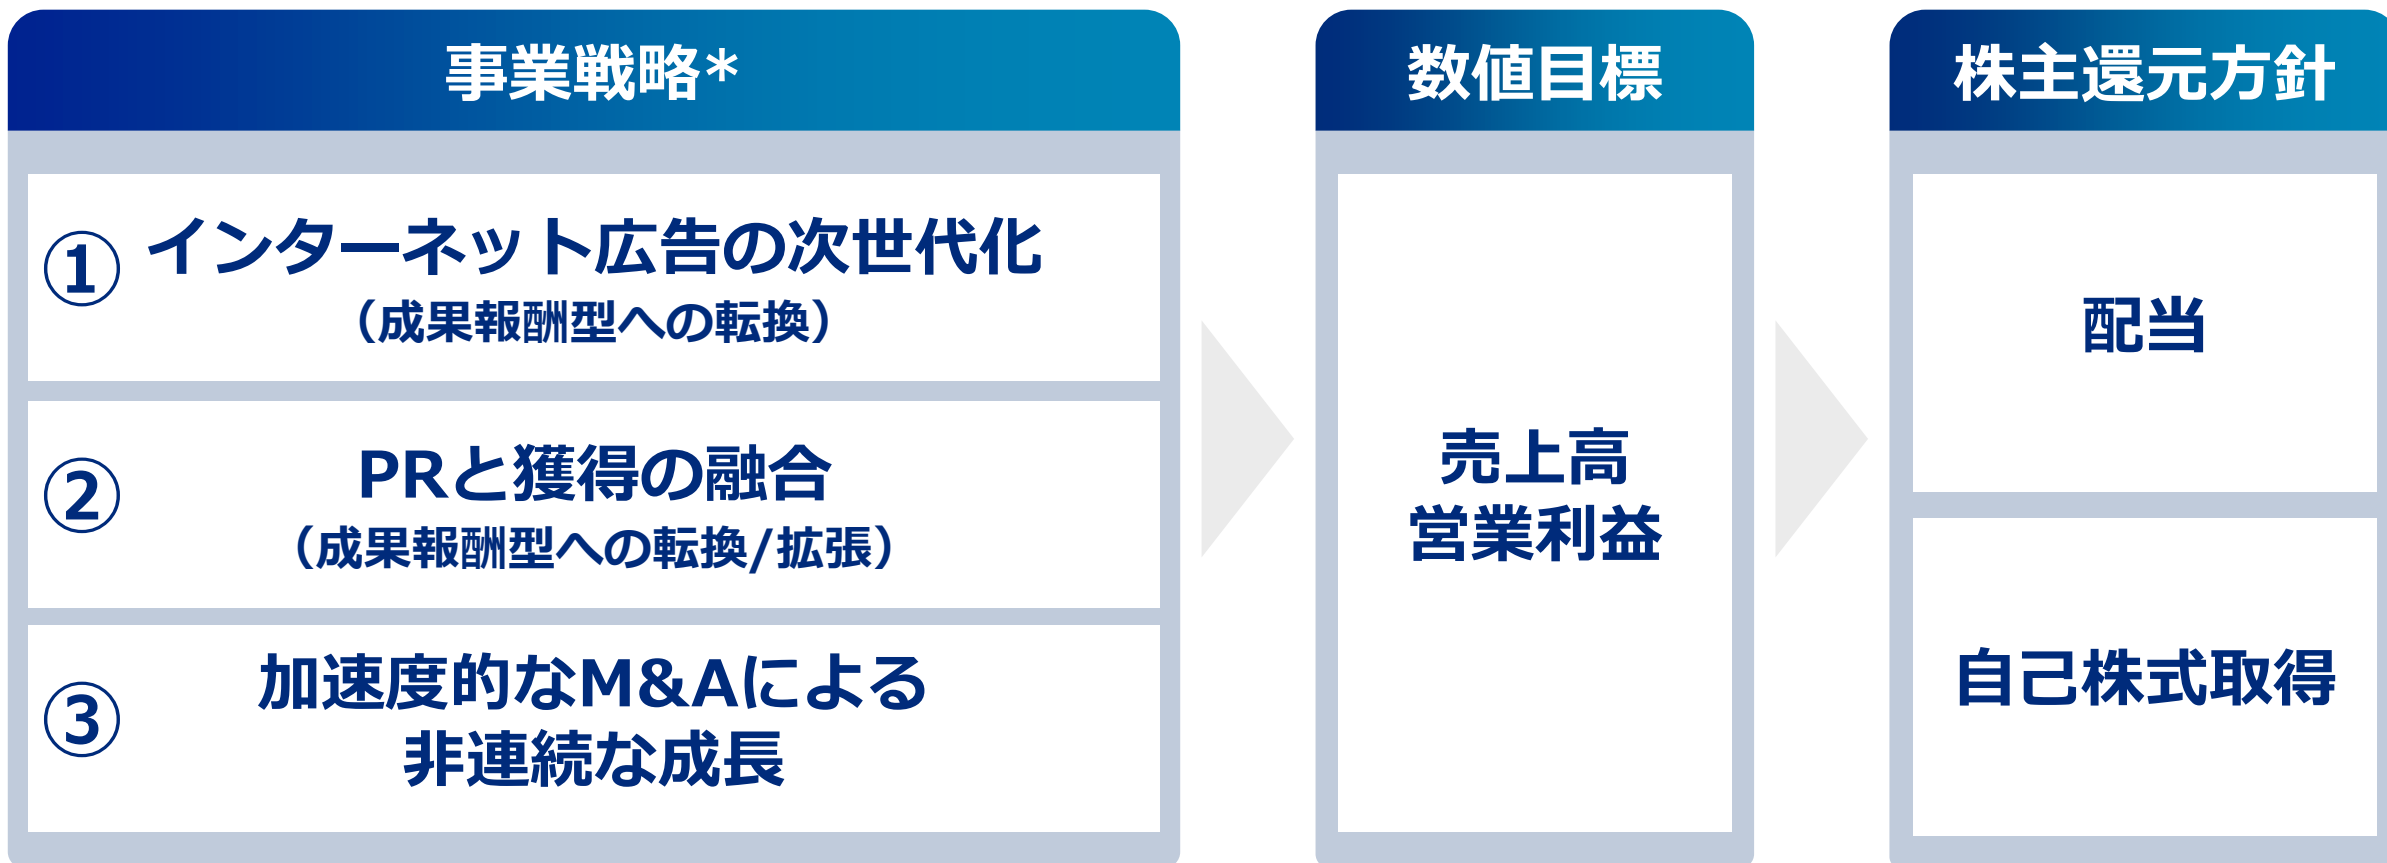 事業戦略*
① インターネット広告の次世代化
（成果報酬型への転換）
② PRと獲得の融合
（成果報酬型への転換/拡張）
③ 加速度的なM&Aによる
非連続な成長
数値目標
売上高
営業利益
株主還元方針
配当
自己株式取得